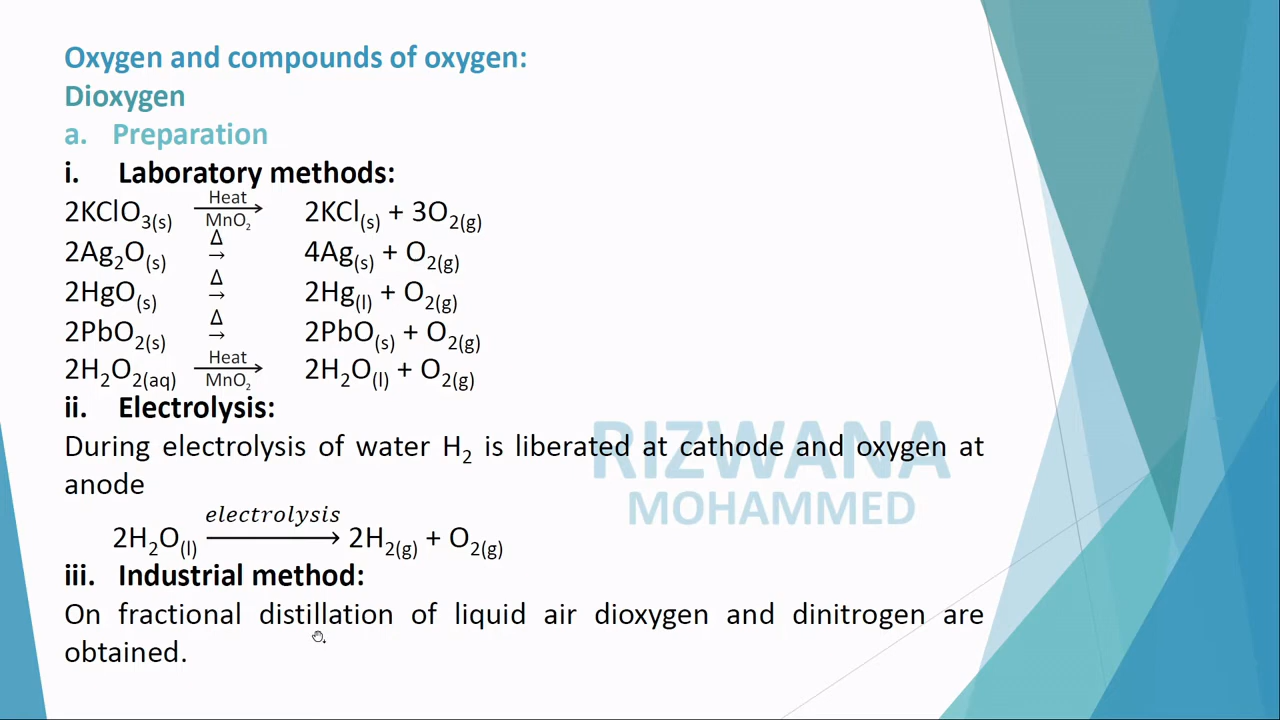 Oxygen and compounds of oxygen:
Dioxygen
a. Preparation
i. Laboratory methods:
2KClO₃(s) Heat→MnO₂ 2KCl(s) + 3O₂(g)
2Ag₂O(s) Δ→ 4Ag(s) + O₂(g)
2HgO(s) Δ→ 2Hg(l) + O₂(g)
2PbO₂(s) Δ→ 2PbO(s) + O₂(g)
2H₂O₂(aq) Heat→MnO₂ 2H₂O(l) + O₂(g)
ii. Electrolysis:
During electrolysis of water H₂ is liberated at cathode and oxygen at
anode
2H₂O(l) electrolysis→ 2H₂(g) + O₂(g)
iii. Industrial method:
On fractional distillation of liquid air dioxygen and dinitrogen are
obtained.
RIZWANA
MOHAMMED